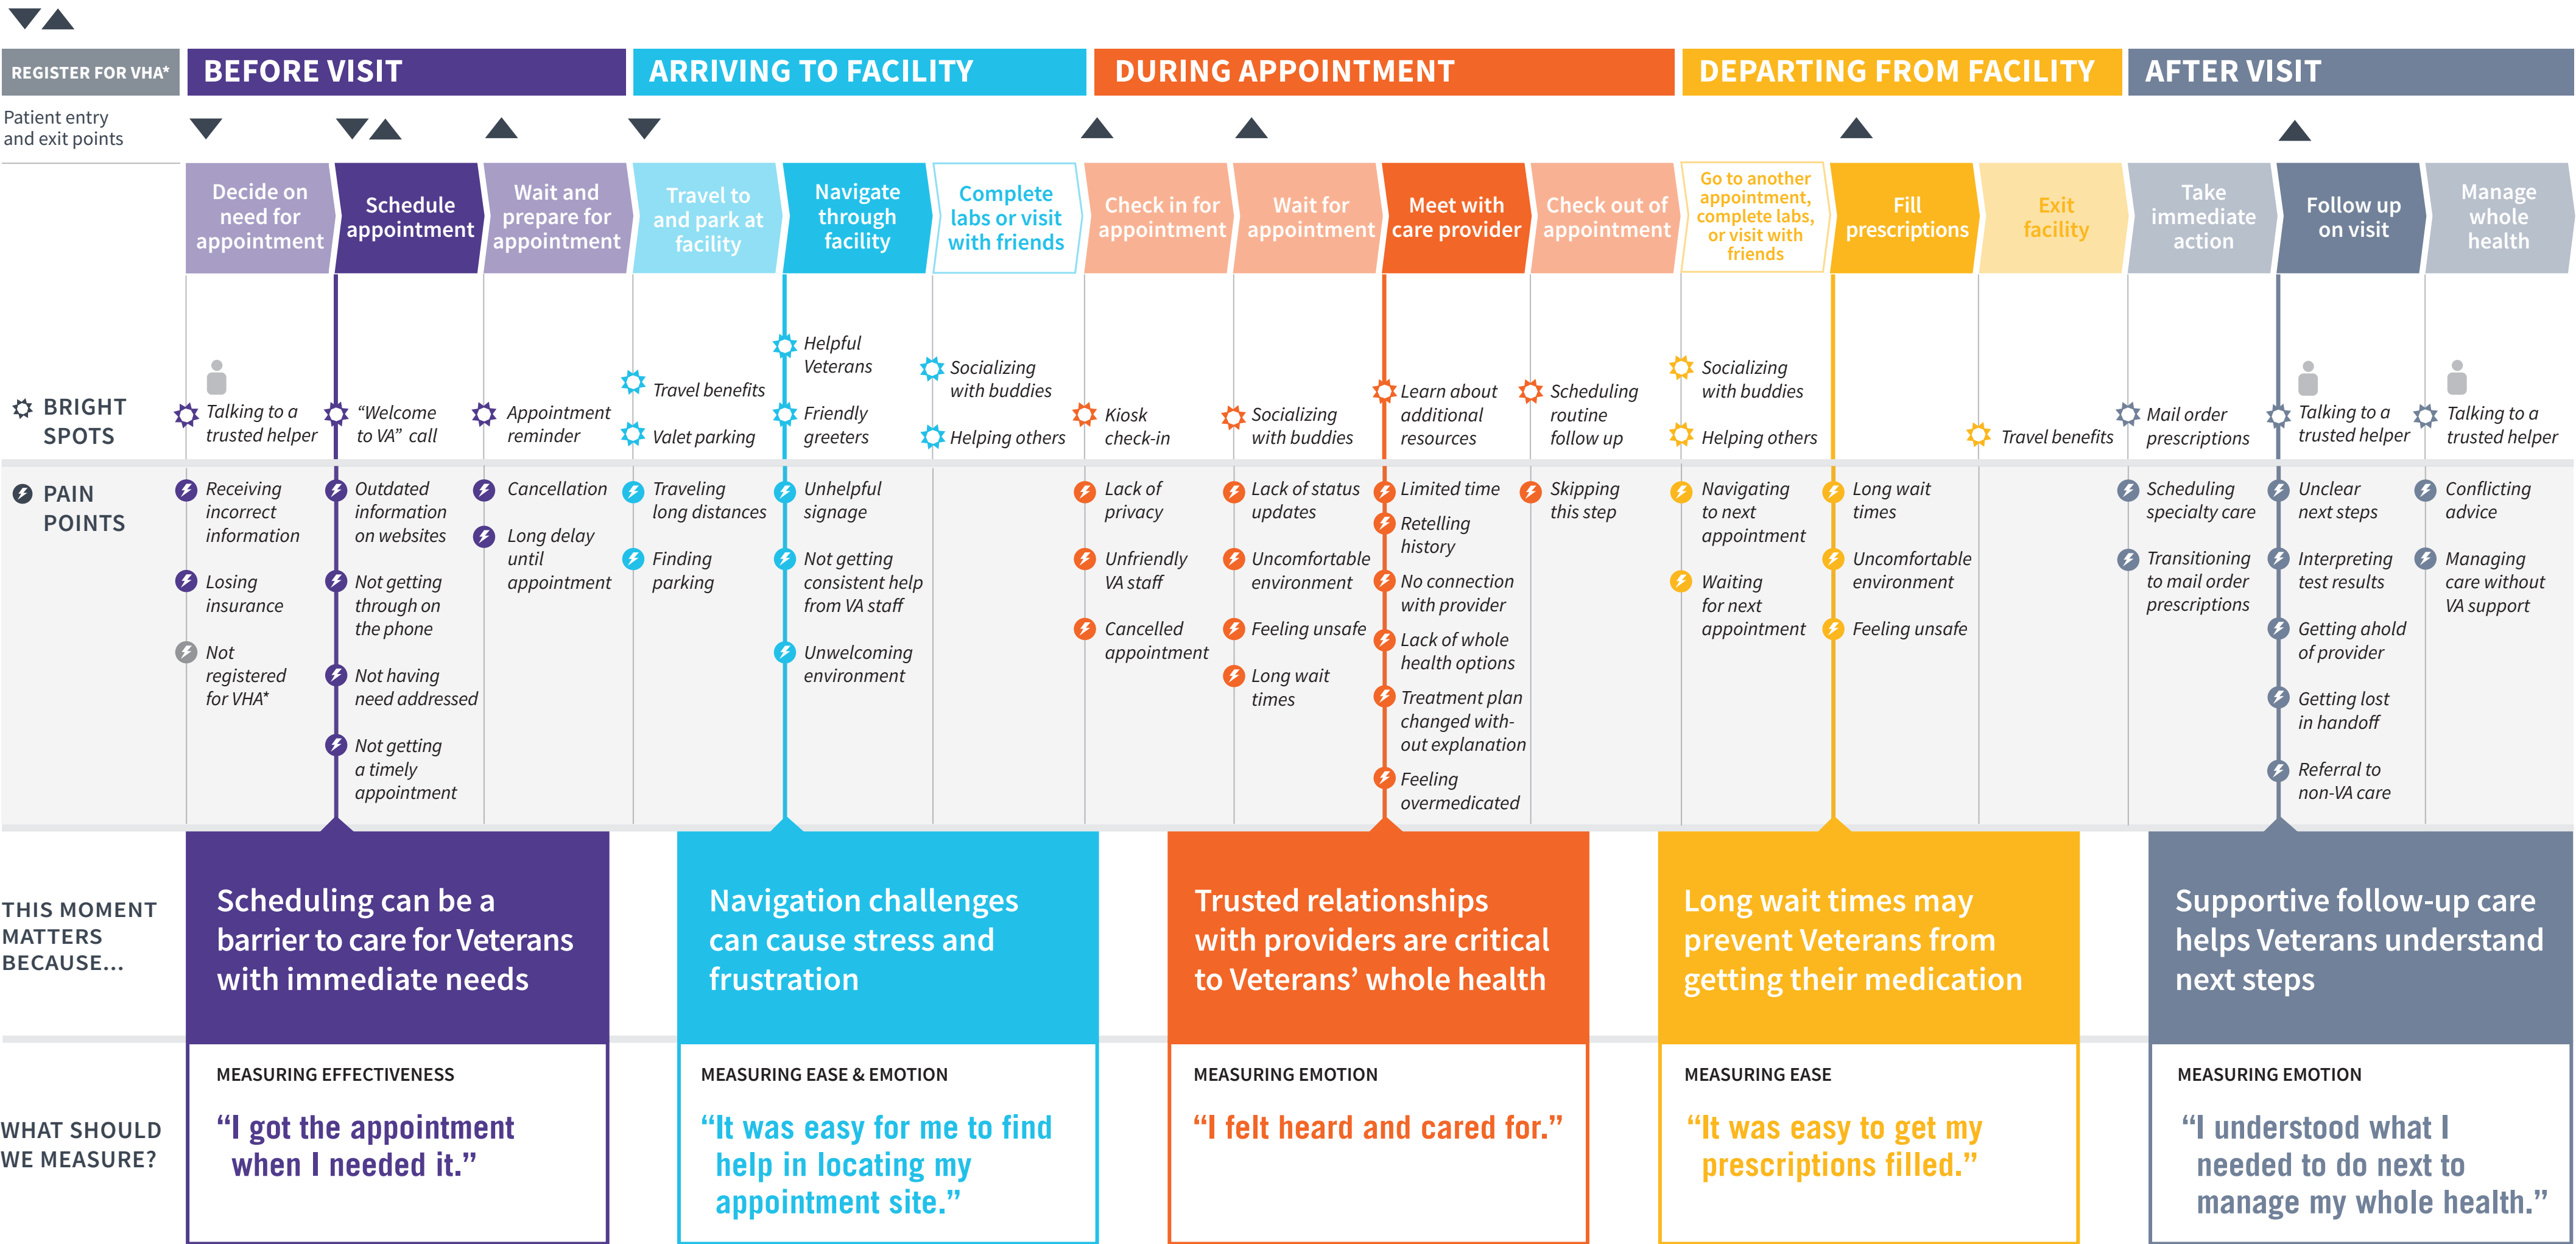 REGISTER FOR VHA*
BEFORE VISIT
ARRIVING TO FACILITY
DURING APPOINTMENT
DEPARTING FROM FACILITY
AFTER VISIT
Patient entry
and exit points
Decide on
need for
appointment
Schedule
appointment
Wait and
prepare for
appointment
Travel to
and park at
facility
Navigate
through
facility
Complete
labs or visit
with friends
Check in for
appointment
Wait for
appointment
Meet with
care provider
Check out of
appointment
Go to another
appointment,
complete labs,
or visit with
friends
Fill
prescriptions
Exit
facility
Take
immediate
action
Follow up
on visit
Manage
whole
health
BRIGHT
SPOTS
Talking to a
trusted helper
“Welcome
to VA” call
Appointment
reminder
Travel benefits
Valet parking
Helpful
Veterans
Friendly
greeters
Socializing
with buddies
Helping others
Kiosk
check-in
Socializing
with buddies
Learn about
additional
resources
Scheduling
routine
follow up
Socializing
with buddies
Helping others
Travel benefits
Mail order
prescriptions
Talking to a
trusted helper
Talking to a
trusted helper
PAIN
POINTS
Receiving
incorrect
information
Losing
insurance
Not
registered
for VHA*
Outdated
information
on websites
Not getting
through on
the phone
Not having
need addressed
Not getting
a timely
appointment
Cancellation
Long delay
until
appointment
Traveling
long distances
Finding
parking
Unhelpful
signage
Not getting
consistent help
from VA staff
Unwelcoming
environment
Lack of
privacy
Unfriendly
VA staff
Cancelled
appointment
Lack of status
updates
Uncomfortable
environment
Feeling unsafe
Long wait
times
Limited time
Retelling
history
No connection
with provider
Lack of whole
health options
Treatment plan
changed with-
out explanation
Feeling
overmedicated
Skipping
this step
Navigating
to next
appointment
Waiting
for next
appointment
Long wait
times
Uncomfortable
environment
Feeling unsafe
Scheduling
specialty care
Transitioning
to mail order
prescriptions
Unclear
next steps
Interpreting
test results
Getting ahold
of provider
Getting lost
in handoff
Referral to
non-VA care
Conflicting
advice
Managing
care without
VA support
THIS MOMENT
MATTERS
BECAUSE...
Scheduling can be a
barrier to care for Veterans
with immediate needs
Navigation challenges
can cause stress and
frustration
Trusted relationships
with providers are critical
to Veterans’ whole health
Long wait times may
prevent Veterans from
getting their medication
Supportive follow-up care
helps Veterans understand
next steps
WHAT SHOULD
WE MEASURE?
MEASURING EFFECTIVENESS
“I got the appointment
when I needed it.”
MEASURING EASE & EMOTION
“It was easy for me to find
help in locating my
appointment site.”
MEASURING EMOTION
“I felt heard and cared for.”
MEASURING EASE
“It was easy to get my
prescriptions filled.”
MEASURING EMOTION
“I understood what I
needed to do next to
manage my whole health.”